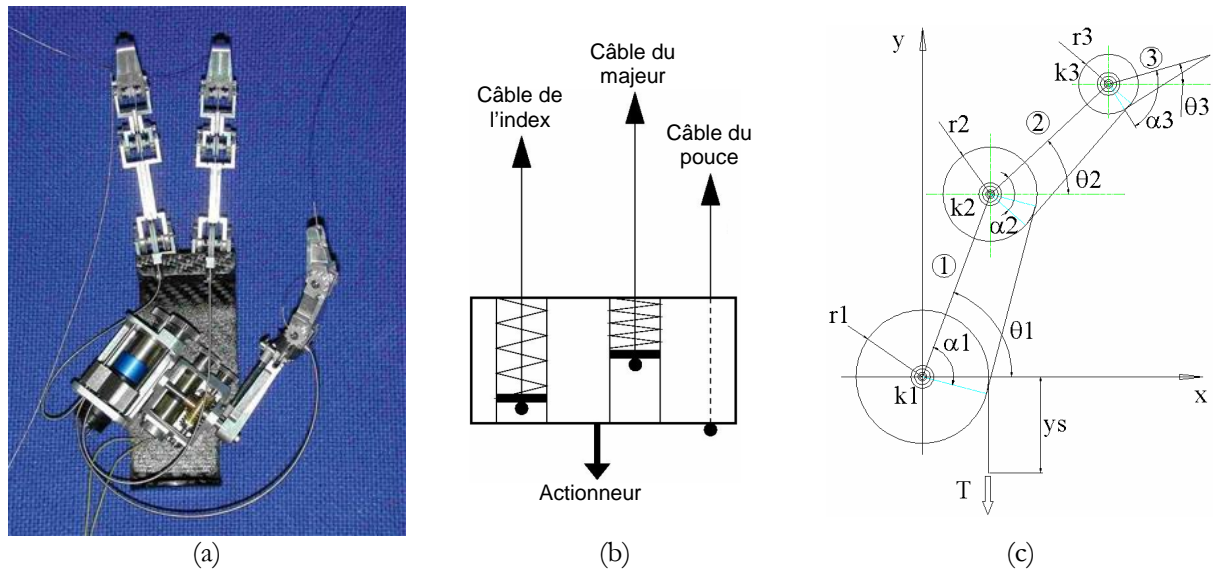 Câble du
majeur
Câble de
l'index
Câble du
pouce
Actionneur
y
r3
3
k3
θ3
α3
2
r2
θ2
k2
α2
1
r1
θ1
α1
k1
x
ys
T
(a)
(b)
(c)